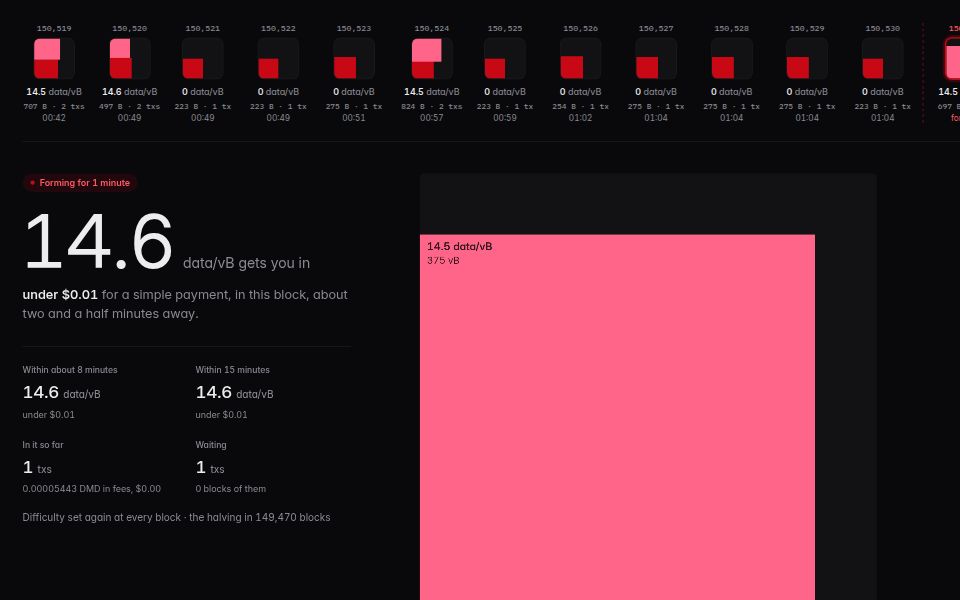 150,519 150,520 150,521 150,522 150,523 150,524 150,525 150,526 150,527 150,528 150,529 150,530
14.5 data/vB 14.6 data/vB 0 data/vB 0 data/vB 0 data/vB 14.5 data/vB 0 data/vB 0 data/vB 0 data/vB 0 data/vB 0 data/vB 0 data/vB 14.5
707 B · 2 txs 497 B · 2 txs 223 B · 1 tx 223 B · 1 tx 275 B · 1 tx 824 B · 2 txs 223 B · 1 tx 254 B · 1 tx 275 B · 1 tx 275 B · 1 tx 275 B · 1 tx 223 B · 1 tx 697 B
00:42 00:49 00:49 00:49 00:51 00:57 00:59 01:02 01:04 01:04 01:04 01:04
Forming for 1 minute
14.6 data/vB gets you in
under $0.01 for a simple payment, in this block, about
two and a half minutes away.
Within about 8 minutes Within 15 minutes
14.6 data/vB 14.6 data/vB
under $0.01 under $0.01
In it so far Waiting
1 txs 1 txs
0.00005443 DMD in fees, $0.00 0 blocks of them
Difficulty set again at every block · the halving in 149,470 blocks
14.5 data/vB
375 vB